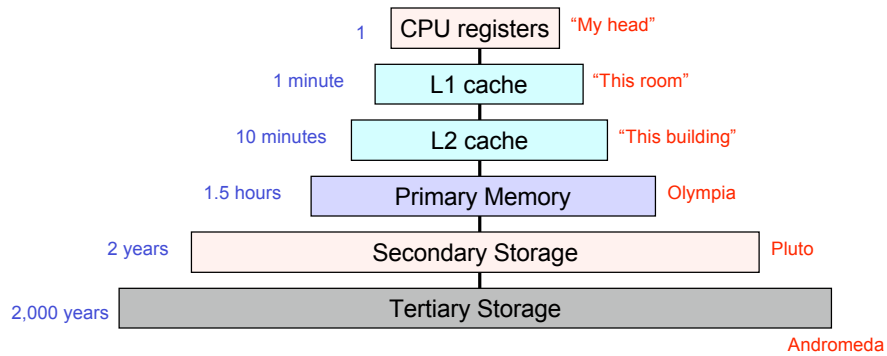 1 CPU registers “My head”
1 minute L1 cache “This room”
10 minutes L2 cache “This building”
1.5 hours Primary Memory Olympia
2 years Secondary Storage Pluto
2,000 years Tertiary Storage
Andromeda